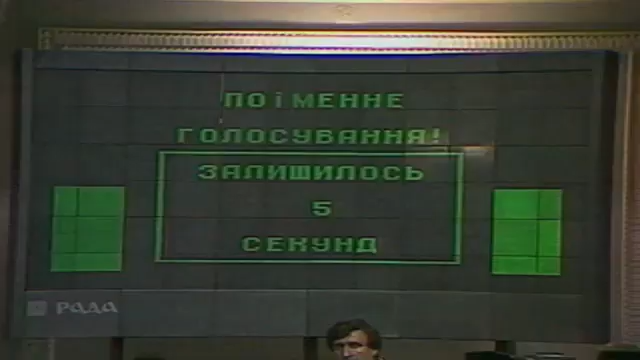 ПОіМЕННЕ
ГОЛОСУВАННЯ!
ЗАЛИШИЛОСЬ
5
СЕКУНД
РАДА